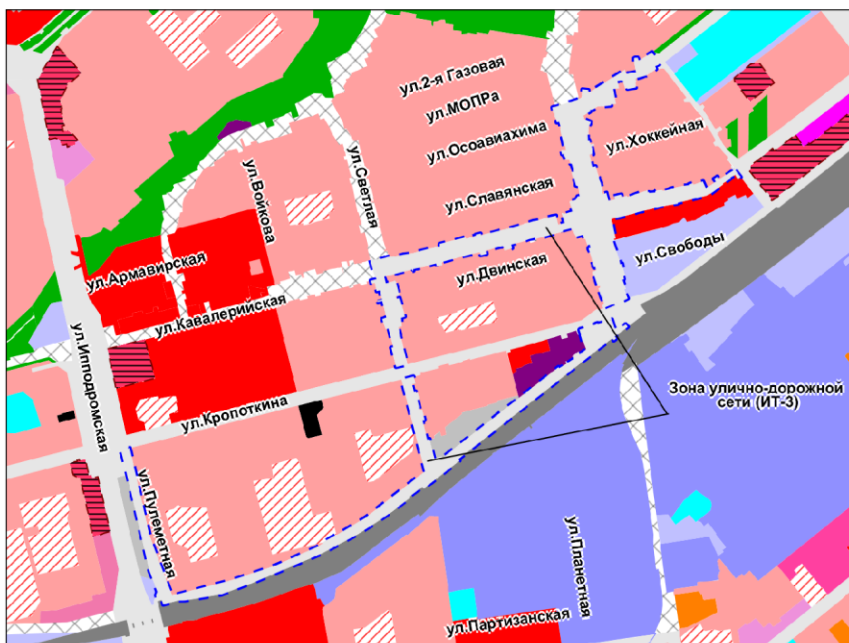 ул.2-я Газовая
ул.МОПРа
ул.Осоавиахима
ул.Хоккейная
ул.Светлая
ул.Войкова
ул.Славянская
ул.Двинская
ул.Свободы
ул.Армавирская
ул.Кавалерийская
ул.Ипподромская
ул.Кропоткина
Зона улично-дорожной
сети (ИТ-3)
ул.Пулеметная
ул.Планетная
ул.Партизанская